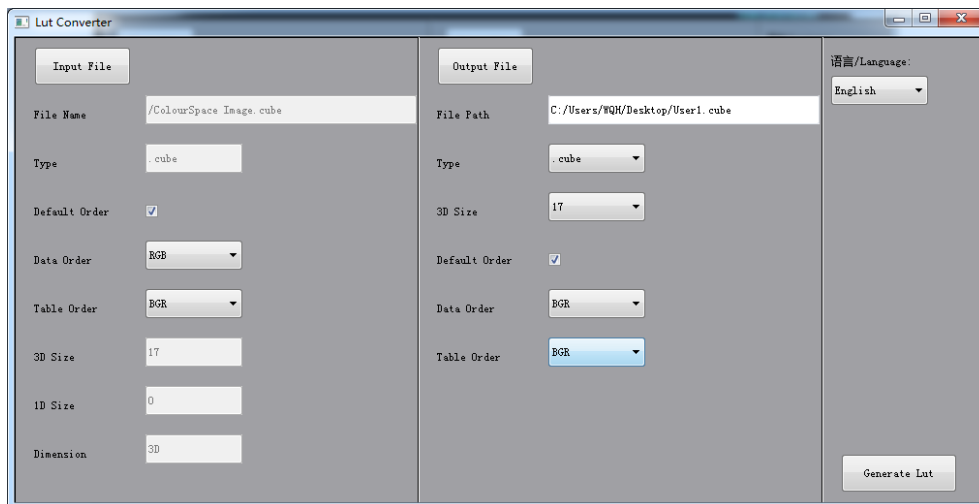 Lut Converter
Input File
File Name
/ColourSpace Image.cube
Type
.cube
Default Order
Data Order
RGB
Table Order
BGR
3D Size
17
1D Size
0
Dimension
3D
Output File
File Path
C:/Users/WQH/Desktop/User1.cube
Type
.cube
3D Size
17
Default Order
Data Order
BGR
Table Order
BGR
语言/Language:
English
Generate Lut